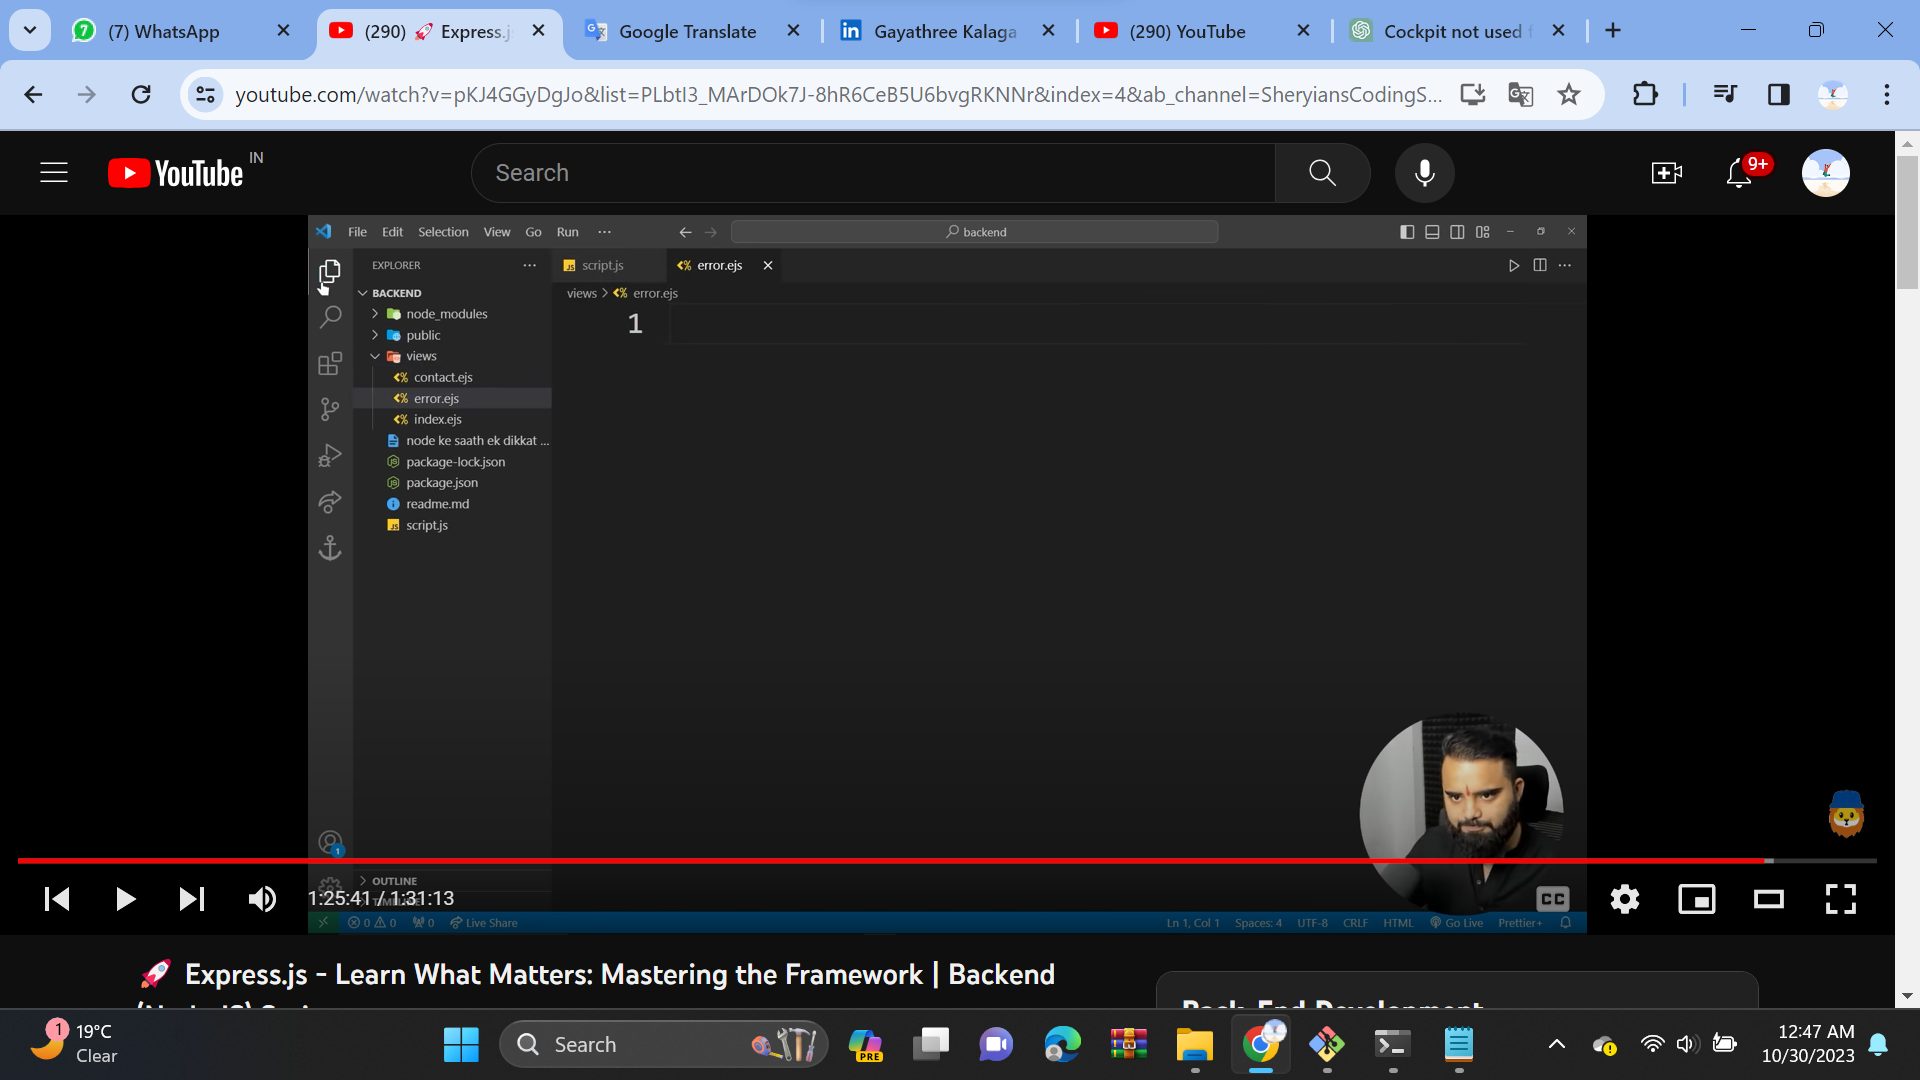 (7) WhatsApp
(290) 🚀 Express.j
Google Translate
Gayathree Kalaga
(290) YouTube
Cockpit not used f
youtube.com/watch?v=pKJ4GGyDgJo&list=PLbtI3_MArDOk7J-8hR6CeB5U6bvgRKNNr&index=4&ab_channel=SheryiansCodingS...
YouTube IN
Search
9+
File Edit Selection View Go Run ...
backend
EXPLORER
script.js
error.ejs
BACKEND
views > error.ejs
1
node_modules
public
views
contact.ejs
error.ejs
index.ejs
node ke saath ek dikkat ...
package-lock.json
package.json
readme.md
script.js
1
OUTLINE
1:25:41 / 1:31:13
CC
0 0 0 Live Share
Ln 1, Col 1 Spaces: 4 UTF-8 CRLF HTML Go Live Prettier+
🚀 Express.js - Learn What Matters: Mastering the Framework | Backend
1
19°C
Clear
Search
PRE
12:47 AM
10/30/2023